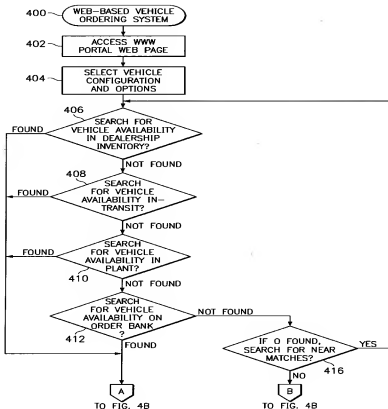 400
WEB-BASED VEHICLE
ORDERING SYSTEM
402
ACCESS WWW
PORTAL WEB PAGE
404
SELECT VEHICLE
CONFIGURATION
AND OPTIONS
406
SEARCH FOR
VEHICLE AVAILABILITY
IN DEALERSHIP
INVENTORY?
FOUND
NOT FOUND
408
SEARCH
FOR VEHICLE
AVAILABILITY IN-
TRANSIT?
FOUND
NOT FOUND
SEARCH
FOR VEHICLE
AVAILABILITY IN
PLANT?
FOUND
410
NOT FOUND
SEARCH
FOR VEHICLE
AVAILABILITY ON
ORDER BANK
?
412
NOT FOUND
FOUND
IF 0 FOUND,
SEARCH FOR NEAR
MATCHES?
YES
416
NO
A
TO FIG. 4B
B
TO FIG. 4B